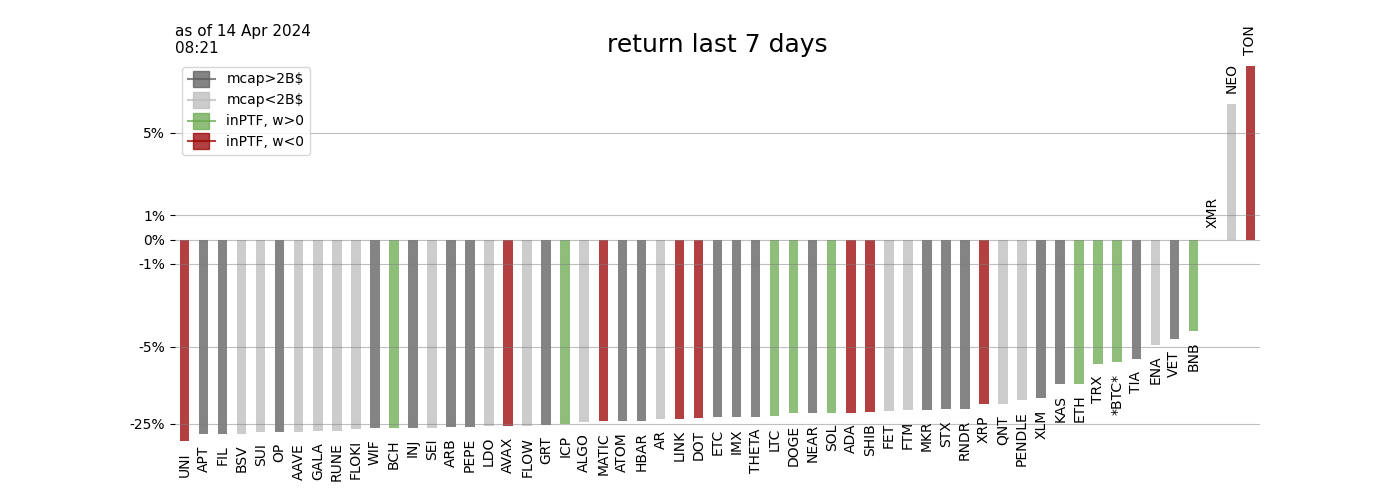 as of 14 Apr 2024
08:21
return last 7 days
mcap>2B$
mcap<2B$
inPTF, w>0
inPTF, w<0
5%
1%
0%
-1%
-5%
-25%
UNI
APT
FIL
BSV
SUI
OP
AAVE
GALA
RUNE
FLOKI
WIF
BCH
INJ
SEI
ARB
PEPE
LDO
AVAX
FLOW
GRT
ICP
ALGO
MATIC
ATOM
HBAR
AR
LINK
DOT
ETC
IMX
THETA
LTC
DOGE
NEAR
SOL
ADA
SHIB
FET
FTM
MKR
STX
RNDR
XRP
QNT
PENDLE
XLM
KAS
ETH
TRX
*BTC*
TIA
ENA
VET
BNB
XMR
NEO
TON